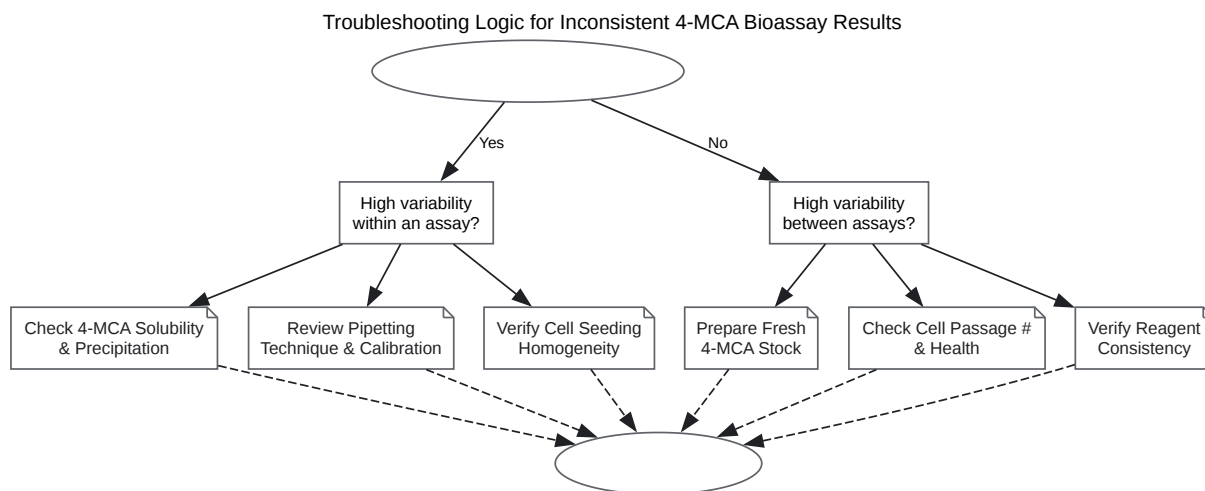 Troubleshooting Logic for Inconsistent 4-MCA Bioassay Results
Yes
No
High variability
within an assay?
High variability
between assays?
Check 4-MCA Solubility
& Precipitation
Review Pipetting
Technique & Calibration
Verify Cell Seeding
Homogeneity
Prepare Fresh
4-MCA Stock
Check Cell Passage #
& Health
Verify Reagent
Consistency